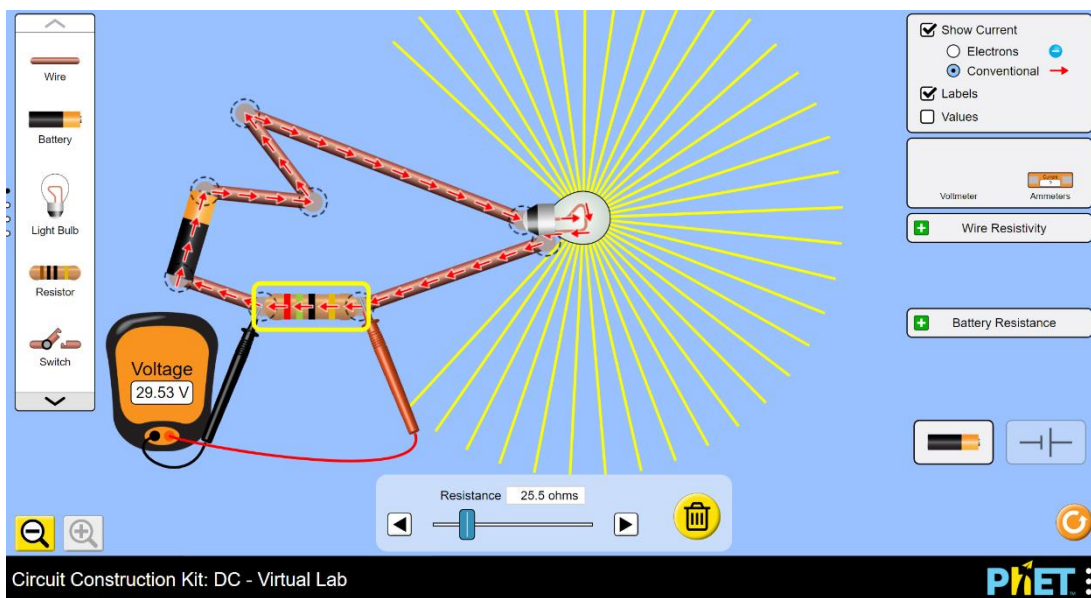 Wire
Battery
Light Bulb
Resistor
Switch
Voltage
29.53 V
Resistance 25.5 ohms
Show Current
Electrons
Conventional
Labels
Values
Voltmeter
Current
Ammeters
Wire Resistivity
Battery Resistance
Circuit Construction Kit: DC - Virtual Lab
PhET